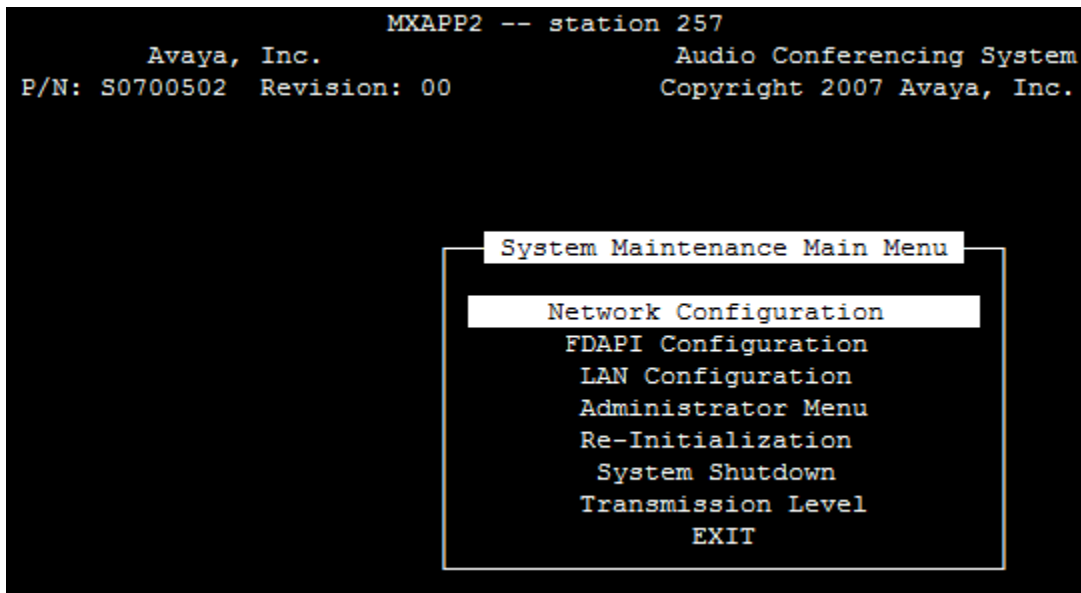 MXAPP2 -- station 257
Avaya, Inc. Audio Conferencing System
P/N: S0700502 Revision: 00 Copyright 2007 Avaya, Inc.
System Maintenance Main Menu
Network Configuration
FDAPI Configuration
LAN Configuration
Administrator Menu
Re-Initialization
System Shutdown
Transmission Level
EXIT